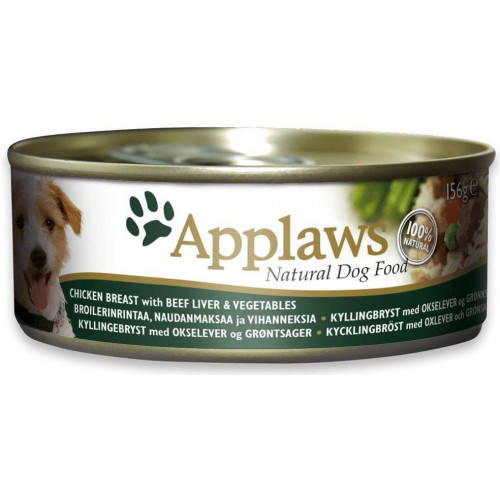 156g e
Applaws
100%
NATURAL
Natural Dog Food
CHICKEN BREAST with BEEF LIVER & VEGETABLES
BROILERINRINTAA, NAUDANMAKSAA ja VIHANNEKSIA • KYLLINGBRYST med OKSELEVER og
KYLLINGEBRYST med OKSELEVER og GRØNTSAGER • KYCKLINGBRÖST med OXLEVER och